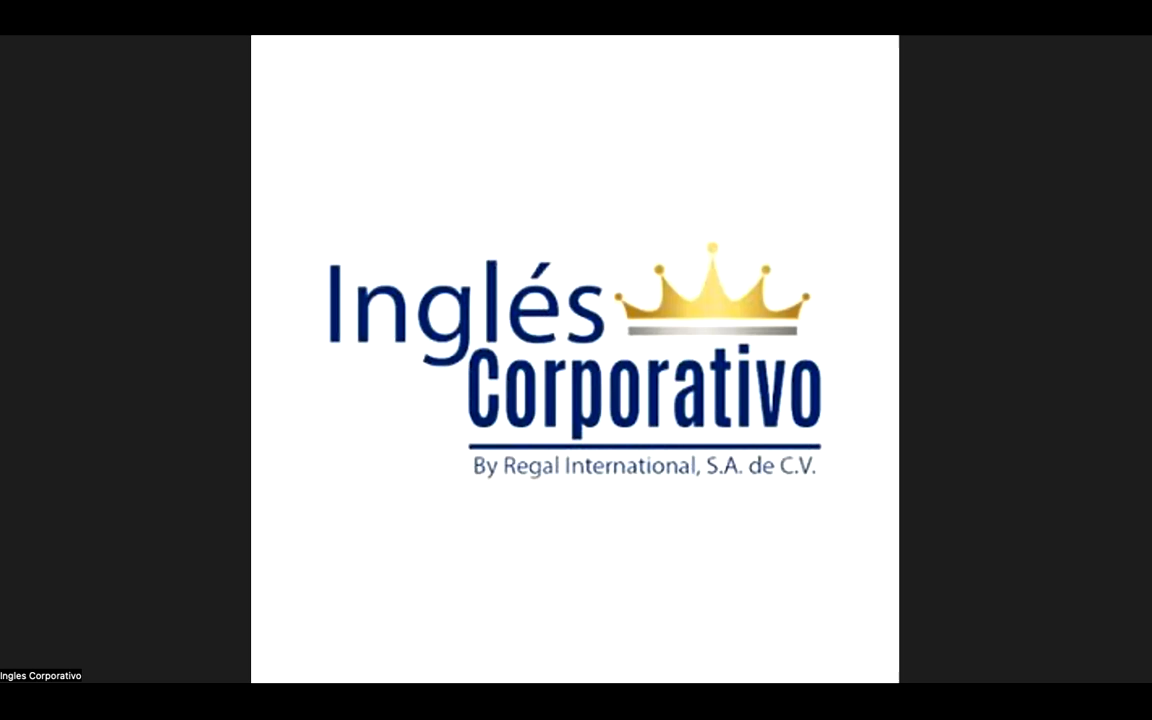 Inglés
Corporativo
By Regal International, S.A. de C.V.
Ingles Corporativo